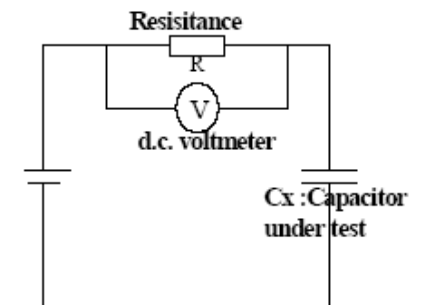 Resisitance
R
V
d.c. voltmeter
Cx :Capacitor
under test